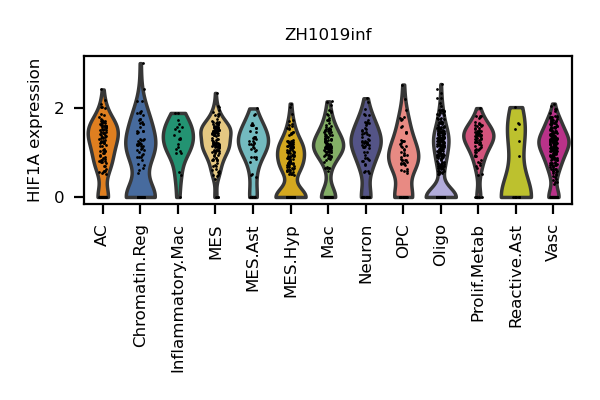 ZH1019inf
HIF1A expression
2
0
AC
Chromatin.Reg
Inflammatory.Mac
MES
MES.Ast
MES.Hyp
Mac
Neuron
OPC
Oligo
Prolif.Metab
Reactive.Ast
Vasc